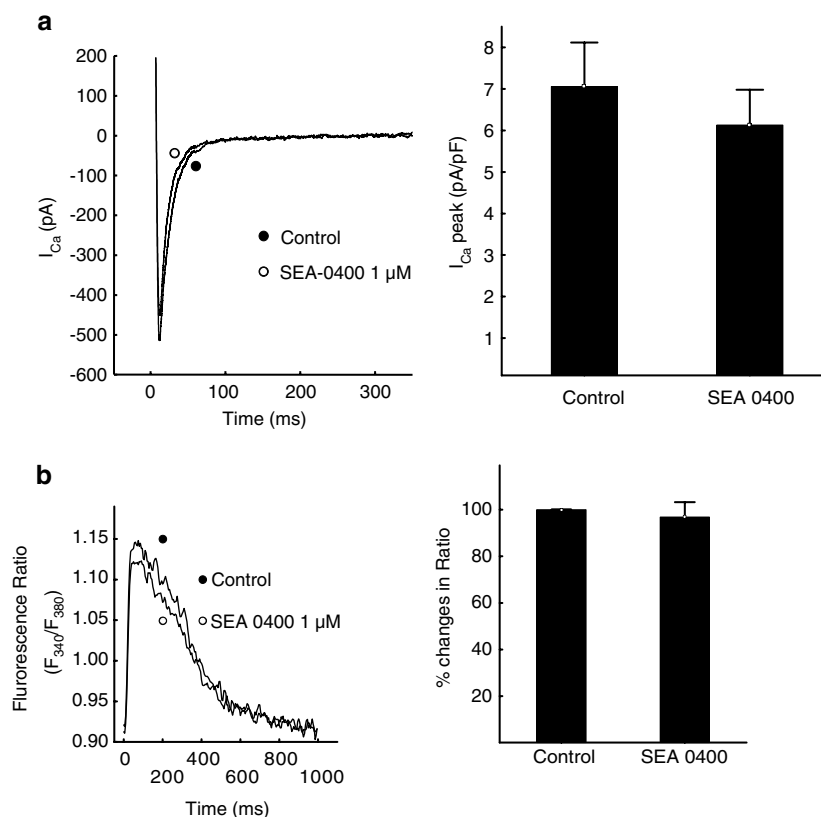 a
200
100
0
-100
-200
-300
-400
-500
-600
I_Ca (pA)
Control
SEA-0400 1 µM
0 100 200 300
Time (ms)
8
7
6
5
4
3
2
1
I_Ca peak (pA/pF)
Control SEA 0400
b
1.15
1.10
1.05
1.00
0.95
0.90
Flurorescence Ratio
(F_340/F_380)
Control
SEA 0400 1 µM
0 400 600 800 1000
200 200
Time (ms)
100
80
60
40
20
% changes in Ratio
Control SEA 0400